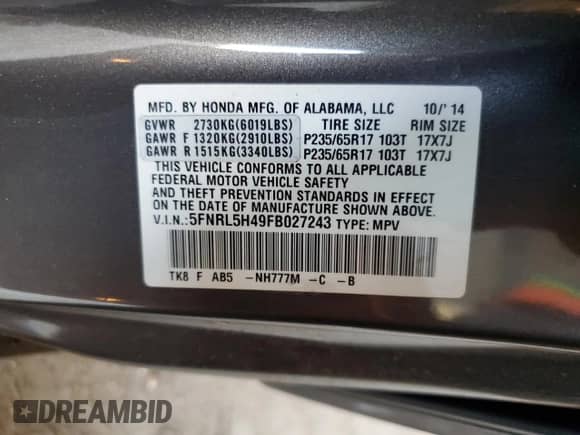 MFD. BY HONDA MFG. OF ALABAMA, LLC 10/'14
GVWR 2730KG(6019LBS) TIRE SIZE RIM SIZE
GAWR F 1320KG(2910LBS) P235/65R17 103T 17X7J
GAWR R 1515KG(3340LBS) P235/65R17 103T 17X7J
THIS VEHICLE CONFORMS TO ALL APPLICABLE
FEDERAL MOTOR VEHICLE SAFETY
AND THEFT PREVENTION STANDARDS IN EFFECT
ON THE DATE OF MANUFACTURE SHOWN ABOVE.
V.I.N.:5FNRL5H49FB027243 TYPE: MPV
TK8 F AB5 -NH777M -C -B
DREAMBID